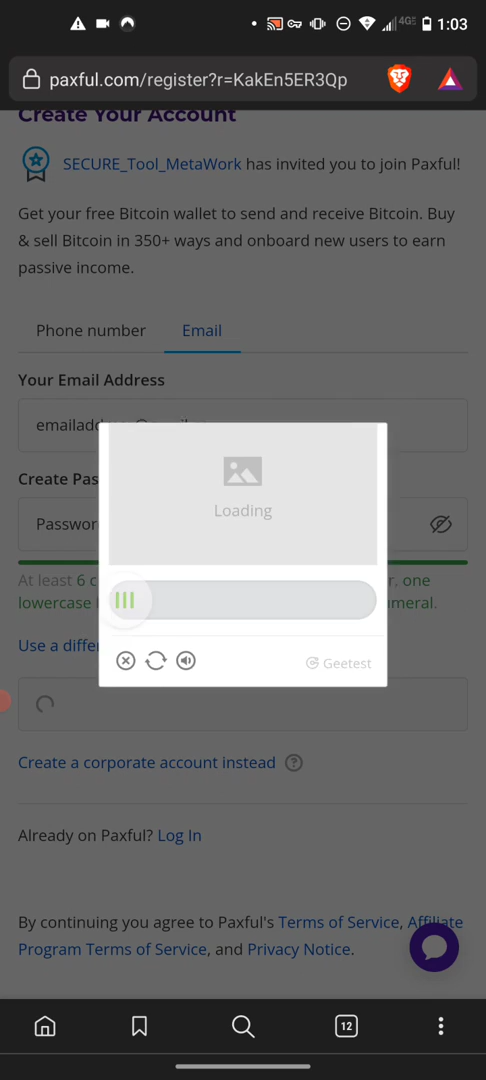 4GE 1:03
paxful.com/register?r=KakEn5ER3Qp
Create Your Account
SECURE_Tool_MetaWork has invited you to join Paxful!
Get your free Bitcoin wallet to send and receive Bitcoin. Buy
& sell Bitcoin in 350+ ways and onboard new users to earn
passive income.
Phone number Email
Your Email Address
Create Pas
Loading
Passwor
At least 6 c
one
lowercase
umeral.
Use a diffe
Geetest
Create a corporate account instead ?
Already on Paxful? Log In
By continuing you agree to Paxful's Terms of Service, Affiliate
Program Terms of Service, and Privacy Notice.
12